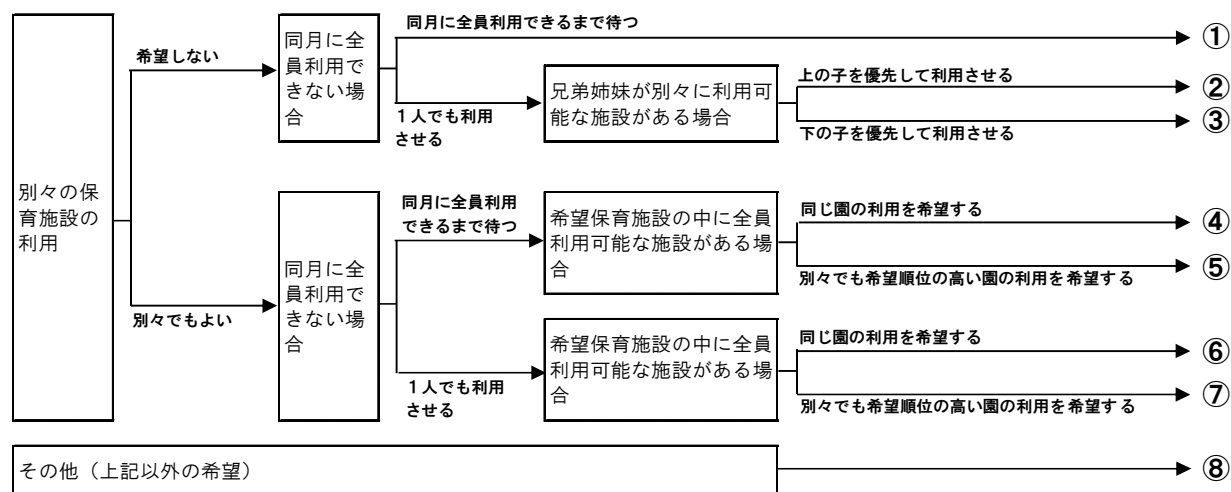 別々の保
育施設の
利用
希望しない
同月に全
員利用で
きない場
合
同月に全員利用できるまで待つ
①
１人でも利用
させる
兄弟姉妹が別々に利用可
能な施設がある場合
上の子を優先して利用させる
②
下の子を優先して利用させる
③
別々でもよい
同月に全
員利用で
きない場
合
同月に全員利用
できるまで待つ
希望保育施設の中に全員
利用可能な施設がある場
合
同じ園の利用を希望する
④
別々でも希望順位の高い園の利用を希望する
⑤
１人でも利用
させる
希望保育施設の中に全員
利用可能な施設がある場
合
同じ園の利用を希望する
⑥
別々でも希望順位の高い園の利用を希望する
⑦
その他（上記以外の希望）
⑧